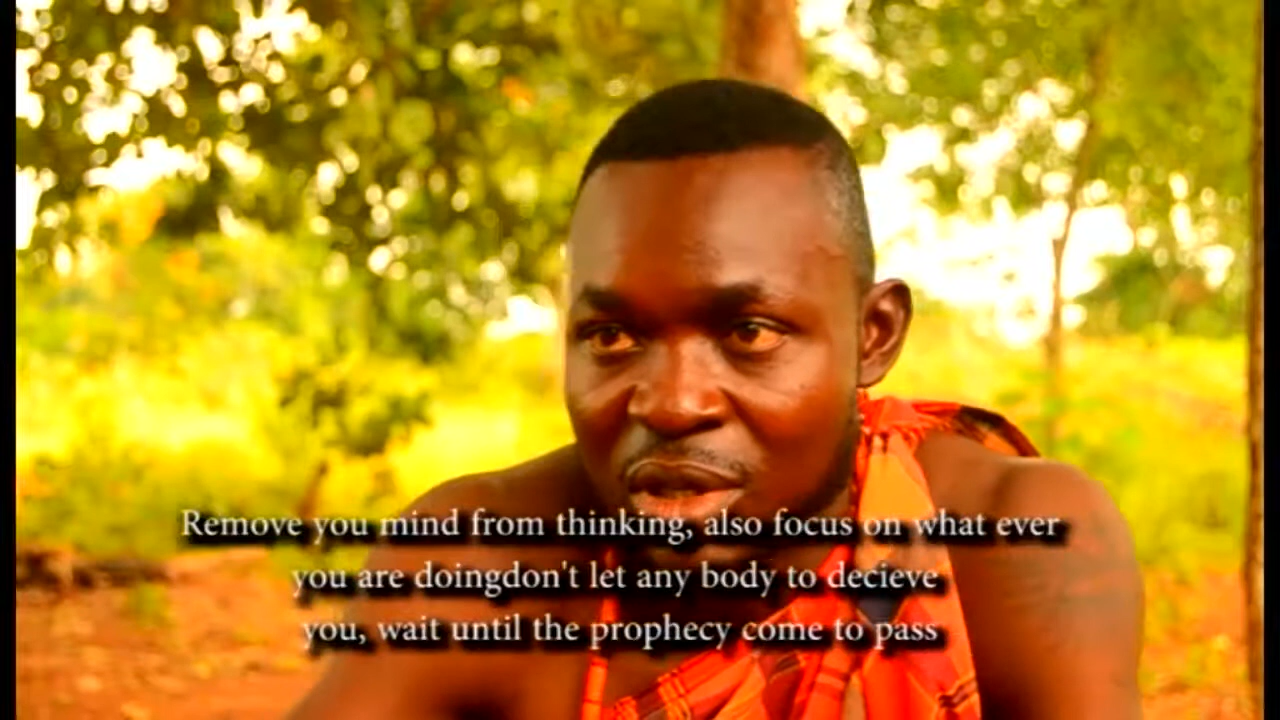 Remove you mind from thinking, also focus on what ever
you are doingdon't let any body to decieve
you, wait until the prophecy come to pass